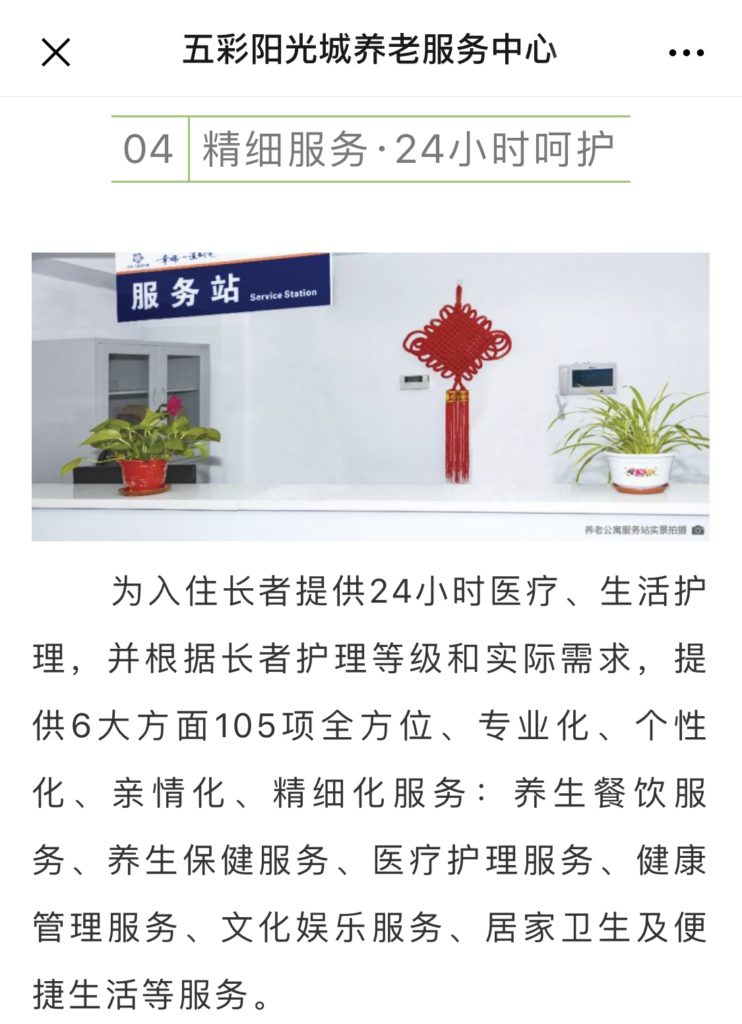 五彩阳光城养老服务中心
04 精细服务·24小时呵护
服务站 Service Station
养老公寓服务站实景拍摄
为入住长者提供24小时医疗、生活护
理，并根据长者护理等级和实际需求，提
供6大方面105项全方位、专业化、个性
化、亲情化、精细化服务：养生餐饮服
务、养生保健服务、医疗护理服务、健康
管理服务、文化娱乐服务、居家卫生及便
捷生活等服务。